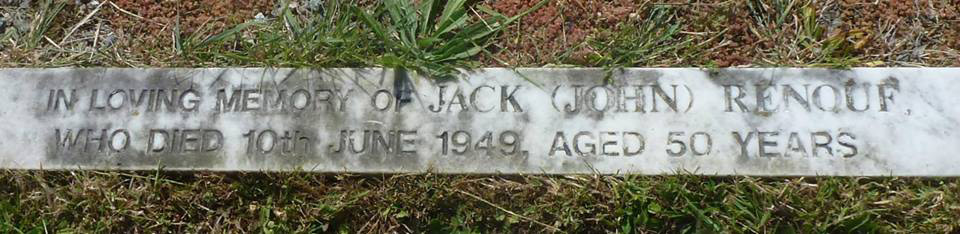 IN LOVING MEMORY OF JACK (JOHN) RENOUF,
WHO DIED 10th JUNE 1949, AGED 50 YEARS